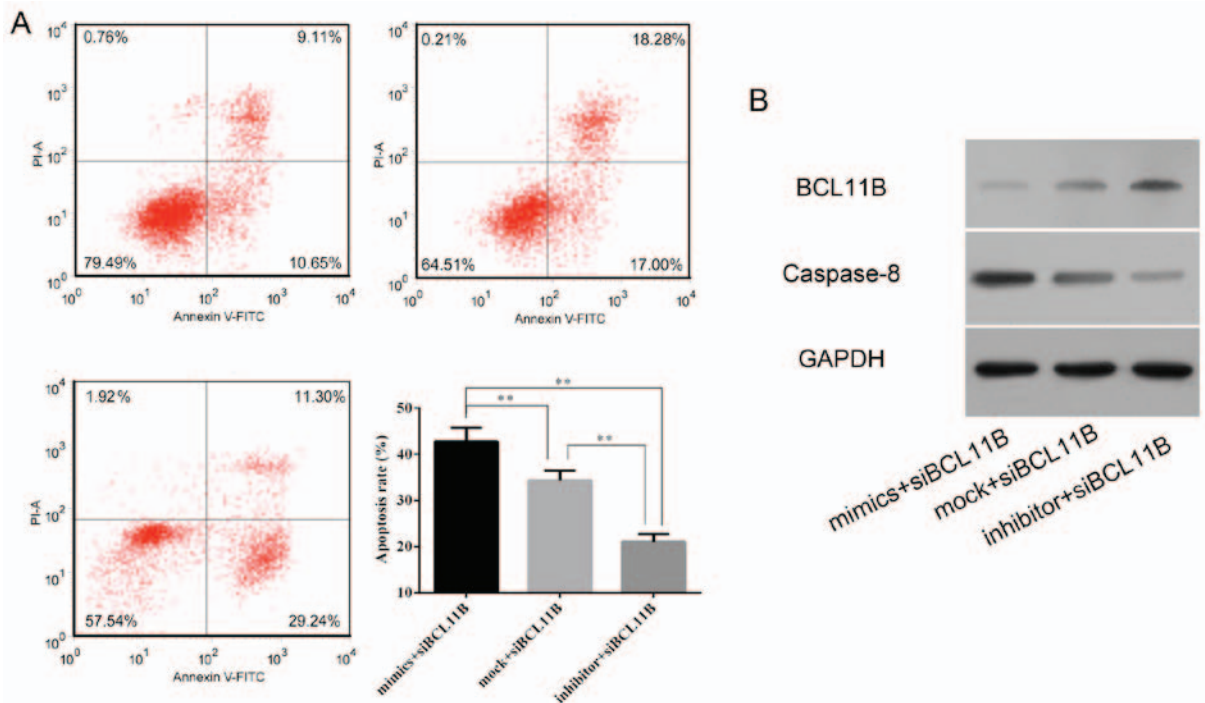 A
10⁴
10³
10²
10¹
10⁰
PI-A
0.76%
9.11%
79.49%
10.65%
10⁰ 10¹ 10² 10³ 10⁴
Annexin V-FITC
10⁴
10³
10²
10¹
10⁰
PI-A
0.21%
18.28%
64.51%
17.00%
10⁰ 10¹ 10² 10³ 10⁴
Annexin V-FITC
10⁴
10³
10²
10¹
10⁰
PI-A
1.92%
11.30%
57.54%
29.24%
10⁰ 10¹ 10² 10³ 10⁴
Annexin V-FITC
Apoptosis rate (%)
50
40
30
20
10
**
**
**
mimics+siBCL11B
mock+siBCL11B
inhibitor+siBCL11B
B
BCL11B
Caspase-8
GAPDH
mimics+siBCL11B
mock+siBCL11B
inhibitor+siBCL11B